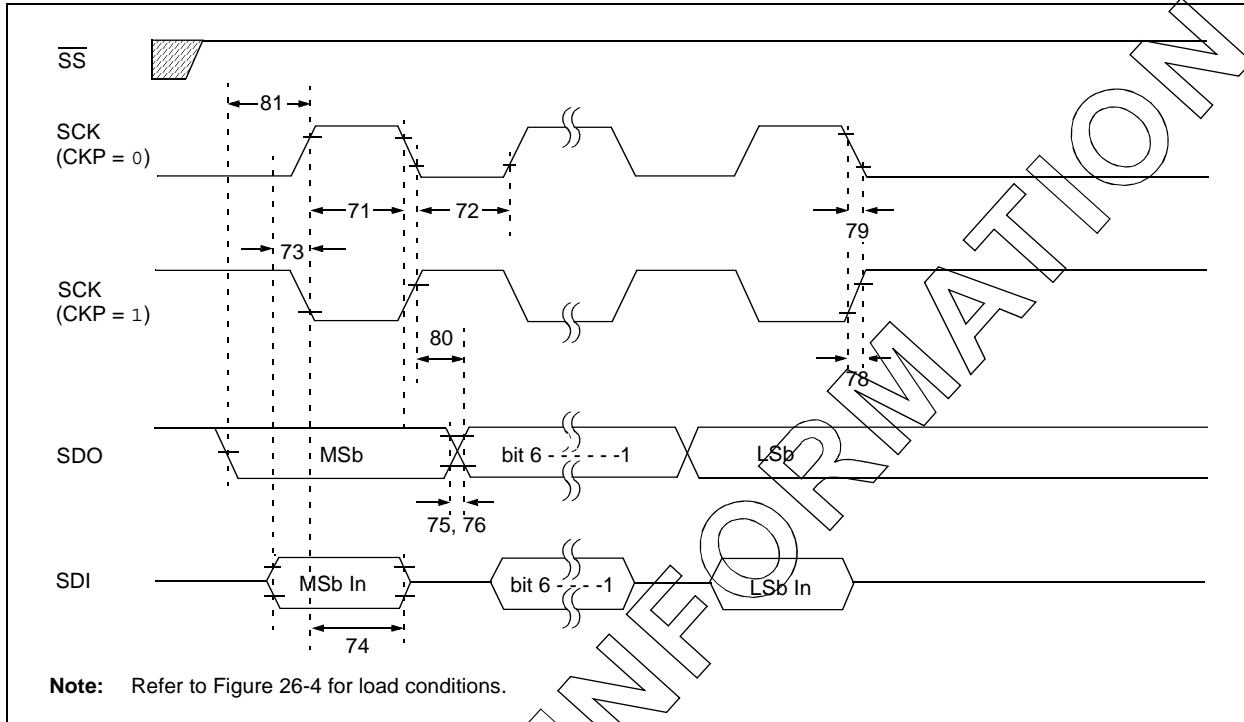 SS
81
SCK
(CKP = 0)
71
72
73
79
SCK
(CKP = 1)
80
78
SDO
MSb
bit 6 - - - - - - -1
LSb
75, 76
SDI
MSb In
bit 6 - - - - -1
LSb In
74
Note: Refer to Figure 26-4 for load conditions.
INFORMATION